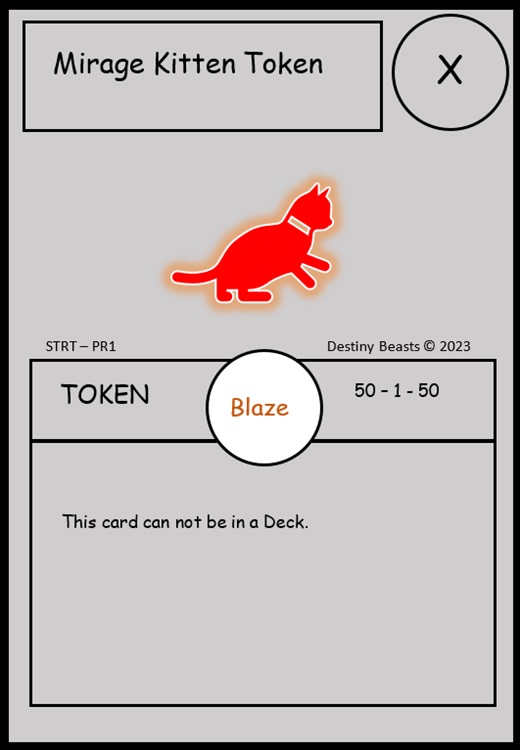 Mirage Kitten Token
X
STRT – PR1
Destiny Beasts © 2023
TOKEN
Blaze
50 – 1 - 50
This card can not be in a Deck.